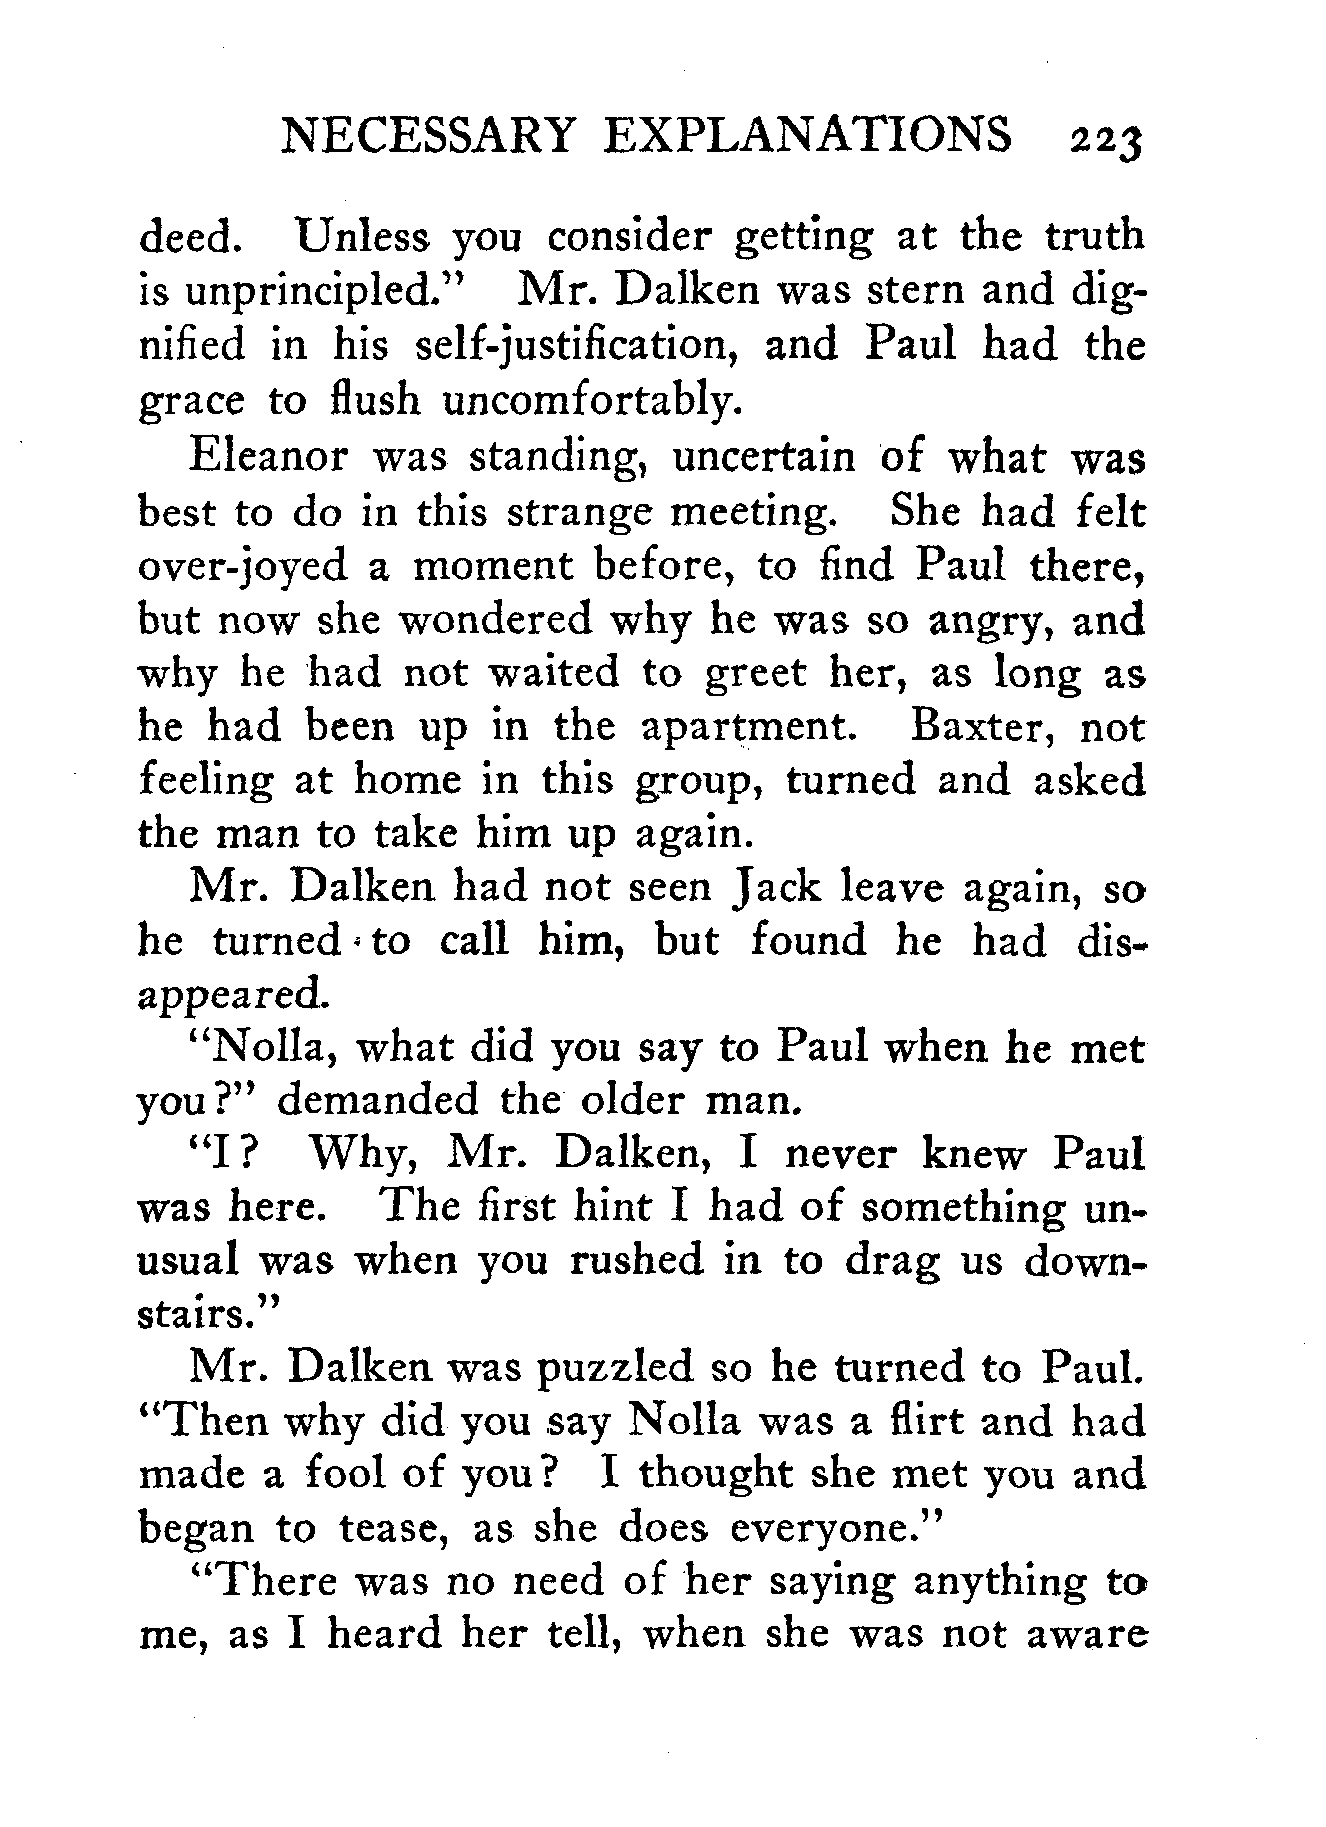 NECESSARY EXPLANATIONS 223
deed. Unless you consider getting at the truth
is unprincipled." Mr. Dalken was stern and dig-
nified in his self-justification, and Paul had the
grace to flush uncomfortably.
Eleanor was standing, uncertain of what was
best to do in this strange meeting. She had felt
over-joyed a moment before, to find Paul there,
but now she wondered why he was so angry, and
why he had not waited to greet her, as long as
he had been up in the apartment. Baxter, not
feeling at home in this group, turned and asked
the man to take him up again.
Mr. Dalken had not seen Jack leave again, so
he turned to call him, but found he had dis-
appeared.
"Nolla, what did you say to Paul when he met
you?" demanded the older man.
"I? Why, Mr. Dalken, I never knew Paul
was here. The first hint I had of something un-
usual was when you rushed in to drag us down-
stairs."
Mr. Dalken was puzzled so he turned to Paul.
"Then why did you say Nolla was a flirt and had
made a fool of you? I thought she met you and
began to tease, as she does everyone."
"There was no need of her saying anything to
me, as I heard her tell, when she was not aware